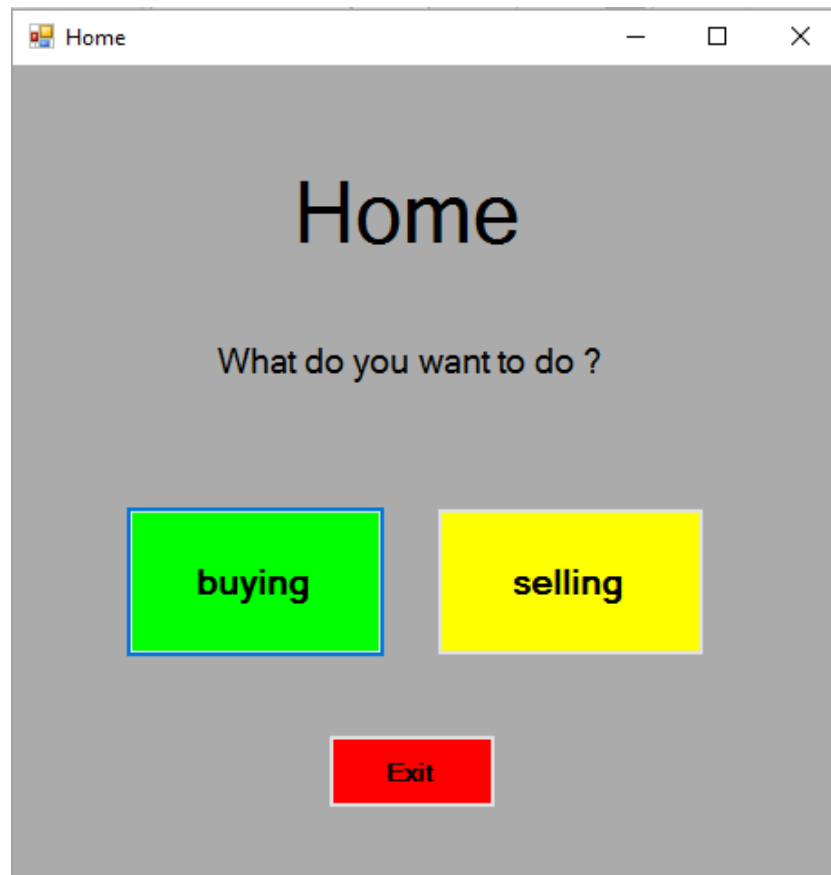 Home
Home
What do you want to do ?
buying
selling
Exit